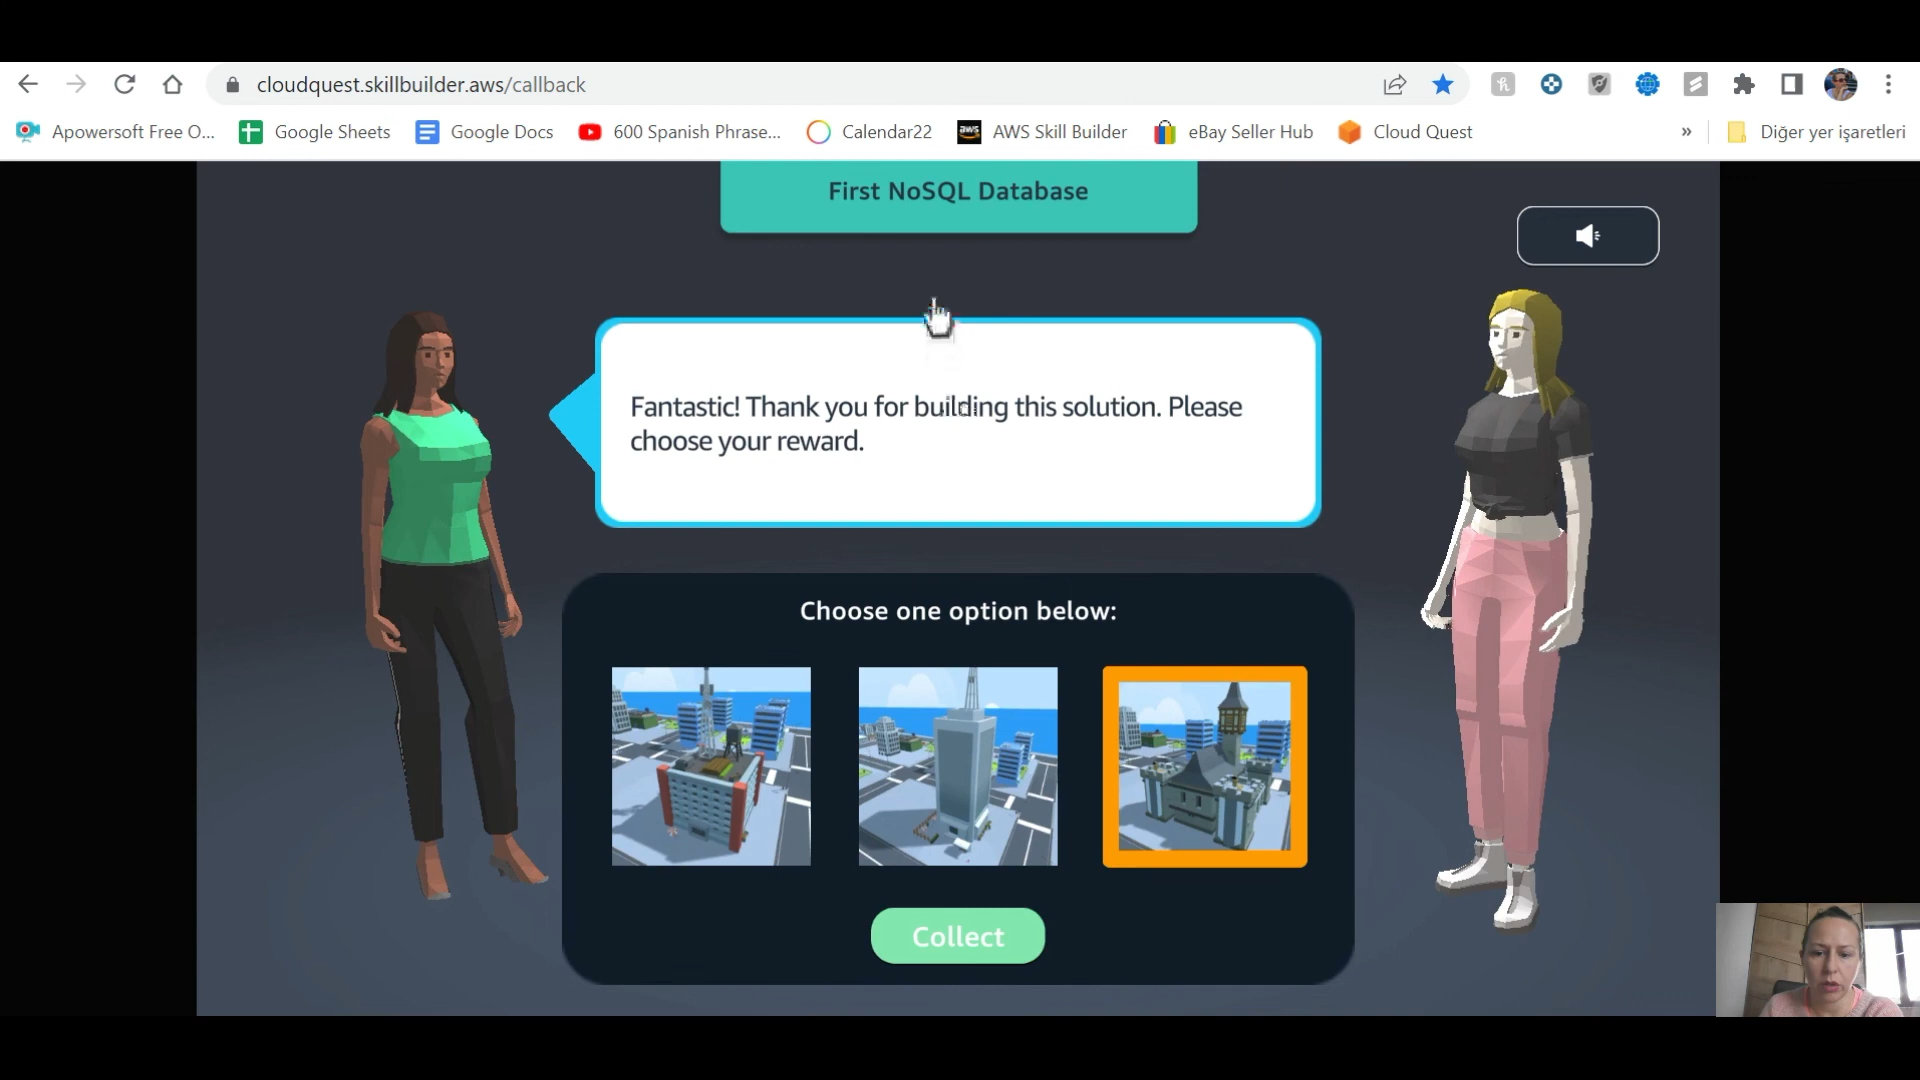 cloudquest.skillbuilder.aws/callback
Apowersoft Free O...
Google Sheets
Google Docs
600 Spanish Phrase...
Calendar22
aws
AWS Skill Builder
eBay Seller Hub
Cloud Quest
»
Diğer yer işaretleri
First NoSQL Database
Fantastic! Thank you for building this solution. Please
choose your reward.
Choose one option below:
Collect